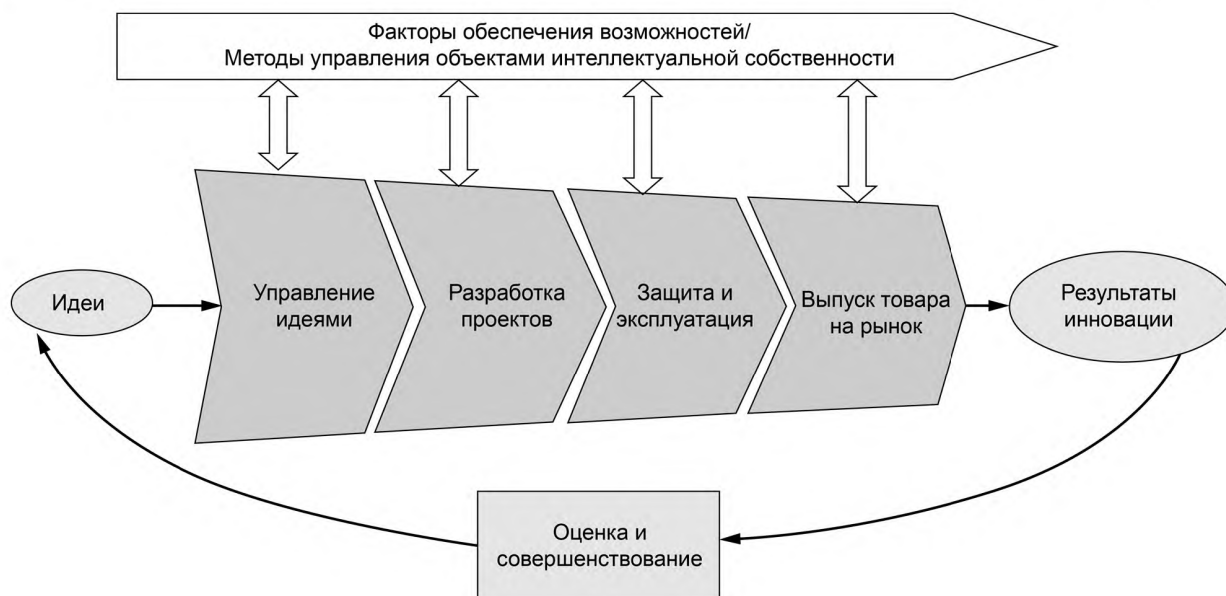 Факторы обеспечения возможностей/
Методы управления объектами интеллектуальной собственности
Идеи
Управление
идеями
Разработка
проектов
Защита и
эксплуатация
Выпуск товара
на рынок
Результаты
инновации
Оценка и
совершенствование